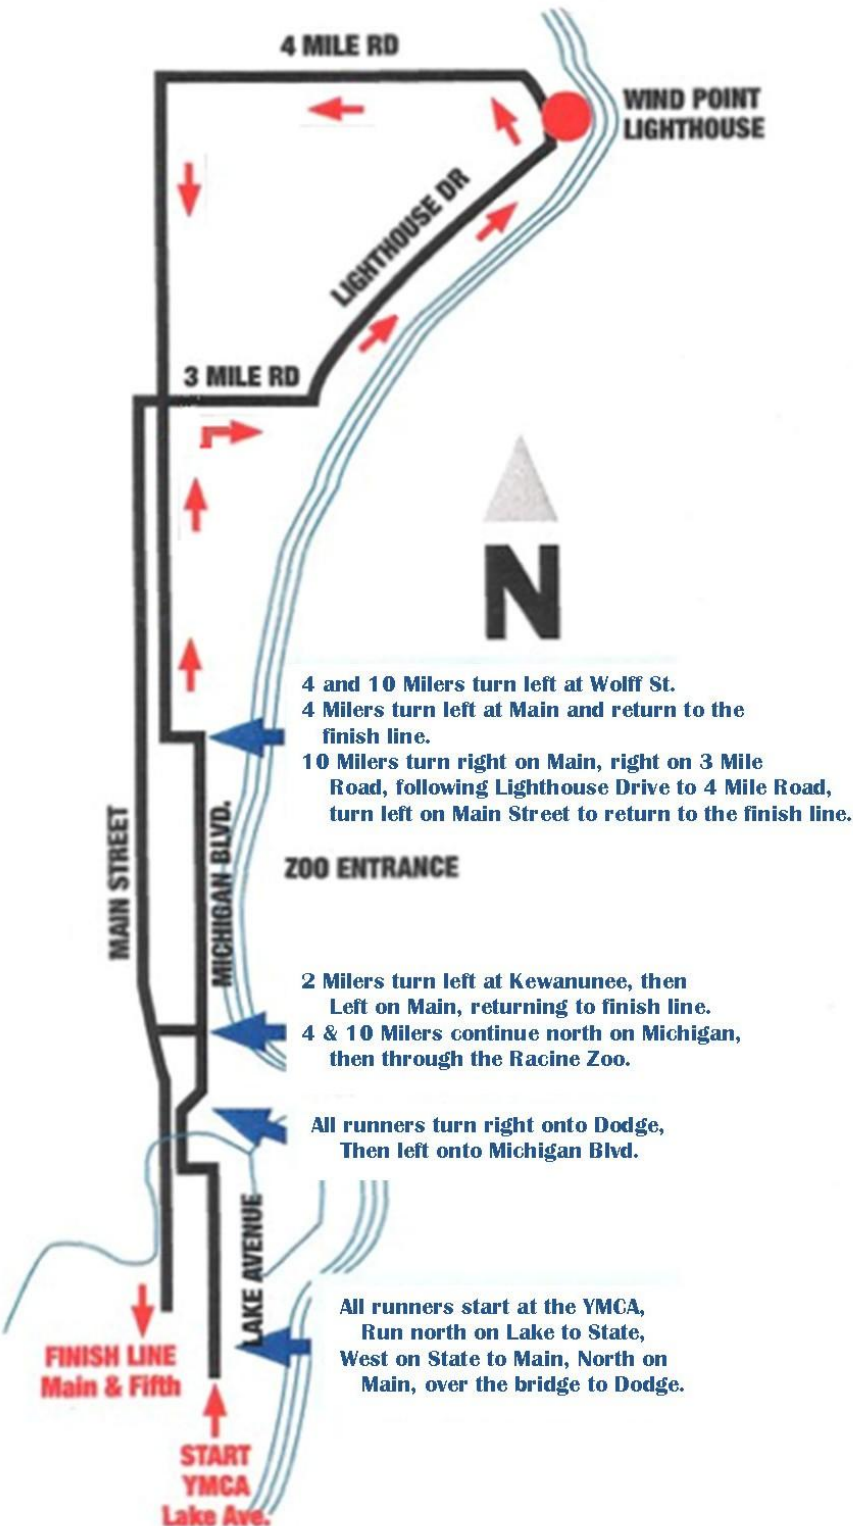 4 MILE RD
WIND POINT
LIGHTHOUSE
LIGHTHOUSE DR
3 MILE RD
N
4 and 10 Milers turn left at Wolff St.
4 Milers turn left at Main and return to the
finish line.
10 Milers turn right on Main, right on 3 Mile
Road, following Lighthouse Drive to 4 Mile Road,
turn left on Main Street to return to the finish line.
MAIN STREET
MICHIGAN BLVD.
ZOO ENTRANCE
2 Milers turn left at Kewanunee, then
Left on Main, returning to finish line.
4 & 10 Milers continue north on Michigan,
then through the Racine Zoo.
All runners turn right onto Dodge,
Then left onto Michigan Blvd.
LAKE AVENUE
All runners start at the YMCA,
Run north on Lake to State,
West on State to Main, North on
Main, over the bridge to Dodge.
FINISH LINE
Main & Fifth
START
YMCA
Lake Ave.